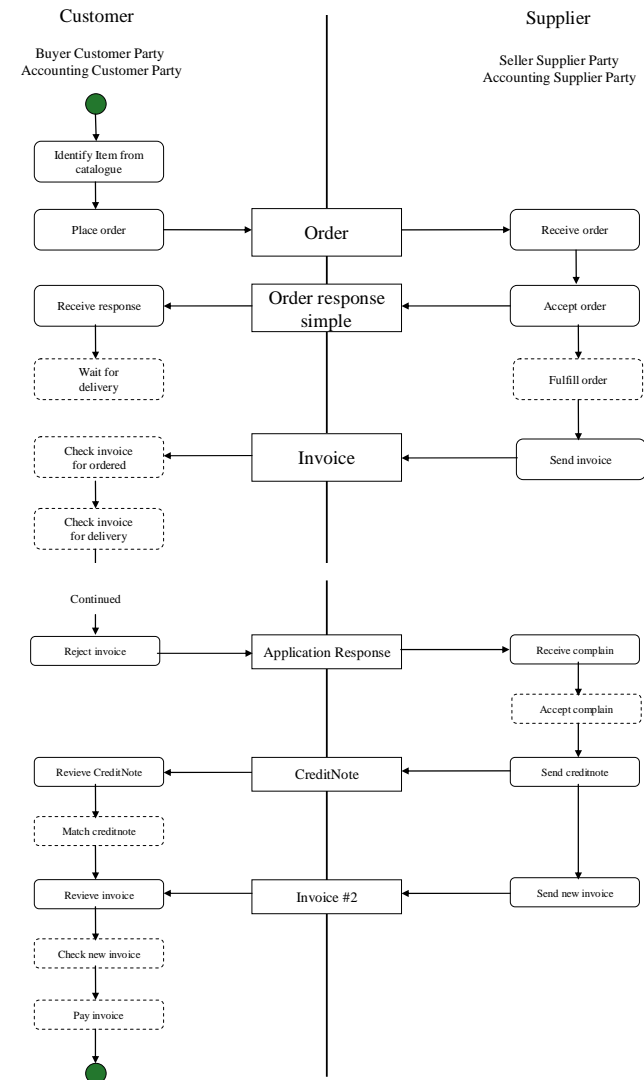 Customer
Supplier
Buyer Customer Party
Accounting Customer Party
Seller Supplier Party
Accounting Supplier Party
Identify Item from
catalogue
Place order
Order
Receive order
Receive response
Order response
simple
Accept order
Wait for
delivery
Fulfill order
Check invoice
for ordered
Invoice
Send invoice
Check invoice
for delivery
Continued
Reject invoice
Application Response
Receive complain
Accept complain
Revieve CreditNote
CreditNote
Send creditnote
Match creditnote
Revieve invoice
Invoice #2
Send new invoice
Check new invoice
Pay invoice